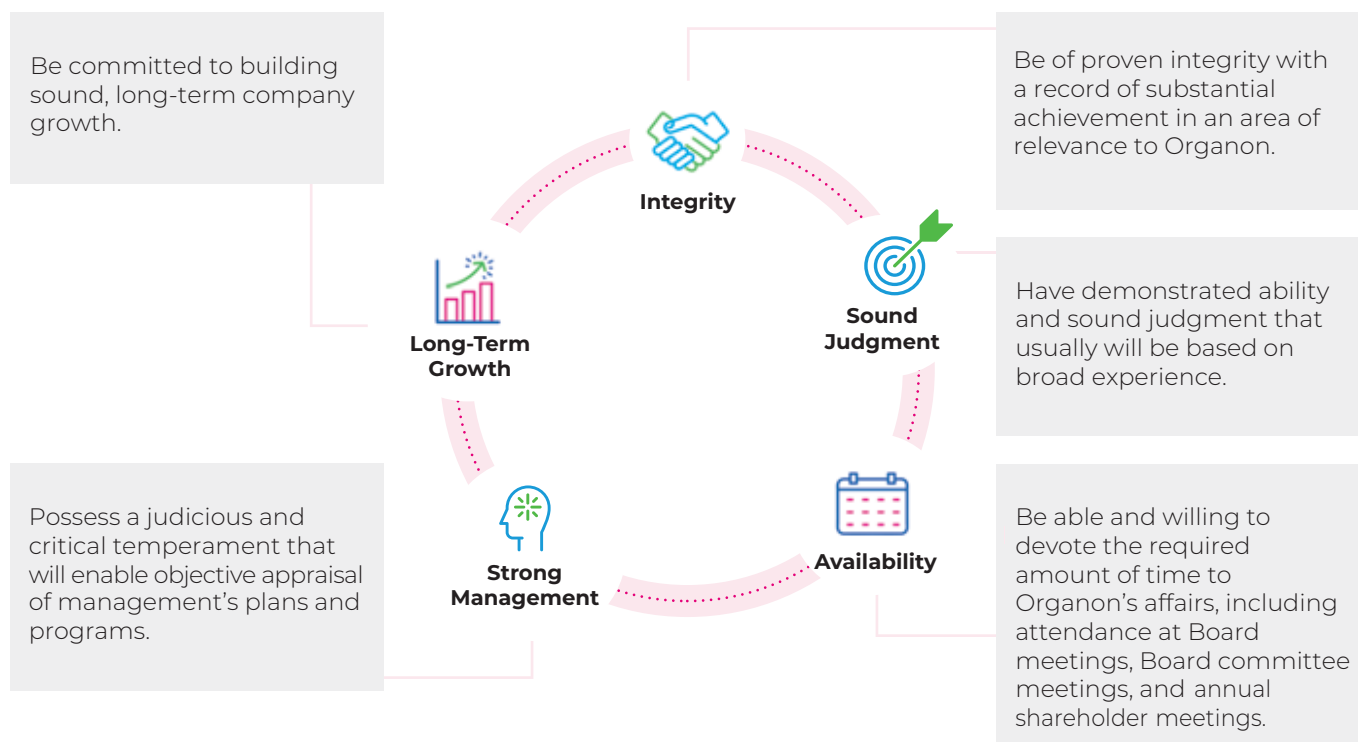 Be committed to building
sound, long-term company
growth.
Be of proven integrity with
a record of substantial
achievement in an area of
relevance to Organon.
Integrity
Long-Term
Growth
Sound
Judgment
Have demonstrated ability
and sound judgment that
usually will be based on
broad experience.
Possess a judicious and
critical temperament that
will enable objective appraisal
of management’s plans and
programs.
Strong
Management
Availability
Be able and willing to
devote the required
amount of time to
Organon’s affairs, including
attendance at Board
meetings, Board committee
meetings, and annual
shareholder meetings.